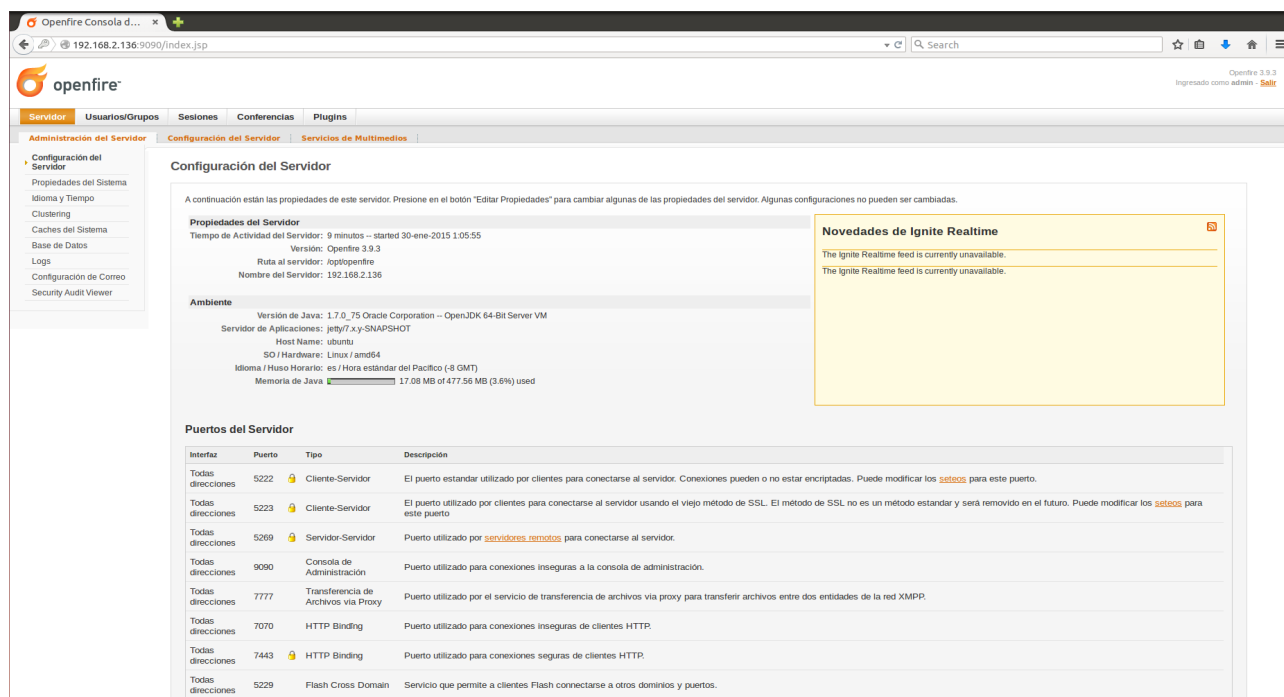 Openfire Consola d...
192.168.2.136:9090/index.jsp
Search
openfire
Openfire 3.9.3
Ingresado como admin - Salir
Servidor Usuarios/Grupos Sesiones Conferencias Plugins
Administración del Servidor Configuración del Servidor Servicios de Multimedios
Configuración del
Servidor
Propiedades del Sistema
Idioma y Tiempo
Clustering
Caches del Sistema
Base de Datos
Logs
Configuración de Correo
Security Audit Viewer
Configuración del Servidor
A continuación están las propiedades de este servidor. Presione en el botón "Editar Propiedades" para cambiar algunas de las propiedades del servidor. Algunas configuraciones no pueden ser cambiadas.
Propiedades del Servidor
Tiempo de Actividad del Servidor: 9 minutos -- started 30-ene-2015 1:05:55
Versión: Openfire 3.9.3
Ruta al servidor: /opt/openfire
Nombre del Servidor: 192.168.2.136
Ambiente
Versión de Java: 1.7.0_75 Oracle Corporation -- OpenJDK 64-Bit Server VM
Servidor de Aplicaciones: jetty/7.x.y-SNAPSHOT
Host Name: ubuntu
SO / Hardware: Linux / amd64
Idioma / Huso Horario: es / Hora estándar del Pacífico (-8 GMT)
Memoria de Java 17.08 MB of 477.56 MB (3.6%) used
Novedades de Ignite Realtime
The Ignite Realtime feed is currently unavailable.
The Ignite Realtime feed is currently unavailable.
Puertos del Servidor
Interfaz Puerto Tipo Descripción
Todas
direcciones 5222 Cliente-Servidor El puerto estandar utilizado por clientes para conectarse al servidor. Conexiones pueden o no estar encriptadas. Puede modificar los seteos para este puerto.
Todas
direcciones 5223 Cliente-Servidor El puerto utilizado por clientes para conectarse al servidor usando el viejo método de SSL. El método de SSL no es un método estandar y será removido en el futuro. Puede modificar los seteos para
este puerto
Todas
direcciones 5269 Servidor-Servidor Puerto utilizado por servidores remotos para conectarse al servidor.
Todas
direcciones 9090 Consola de
Administración Puerto utilizado para conexiones inseguras a la consola de administración.
Todas
direcciones 7777 Transferencia de
Archivos via Proxy Puerto utilizado por el servicio de transferencia de archivos via proxy para transferir archivos entre dos entidades de la red XMPP.
Todas
direcciones 7070 HTTP Binding Puerto utilizado para conexiones inseguras de clientes HTTP.
Todas
direcciones 7443 HTTP Binding Puerto utilizado para conexiones seguras de clientes HTTP.
Todas
direcciones 5229 Flash Cross Domain Servicio que permite a clientes Flash connectarse a otros dominios y puertos.